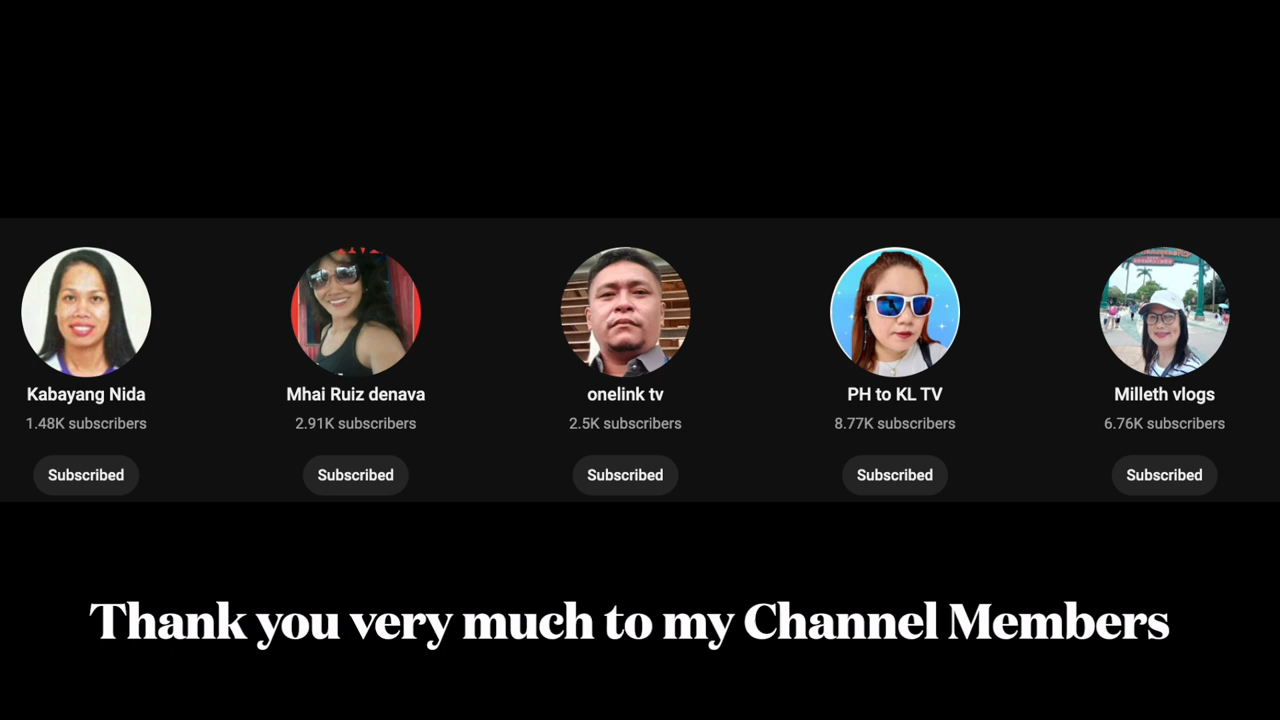 Kabayang Nida
1.48K subscribers
Subscribed
Mhai Ruiz denava
2.91K subscribers
Subscribed
onelink tv
2.5K subscribers
Subscribed
PH to KL TV
8.77K subscribers
Subscribed
Milleth vlogs
6.76K subscribers
Subscribed
Thank you very much to my Channel Members